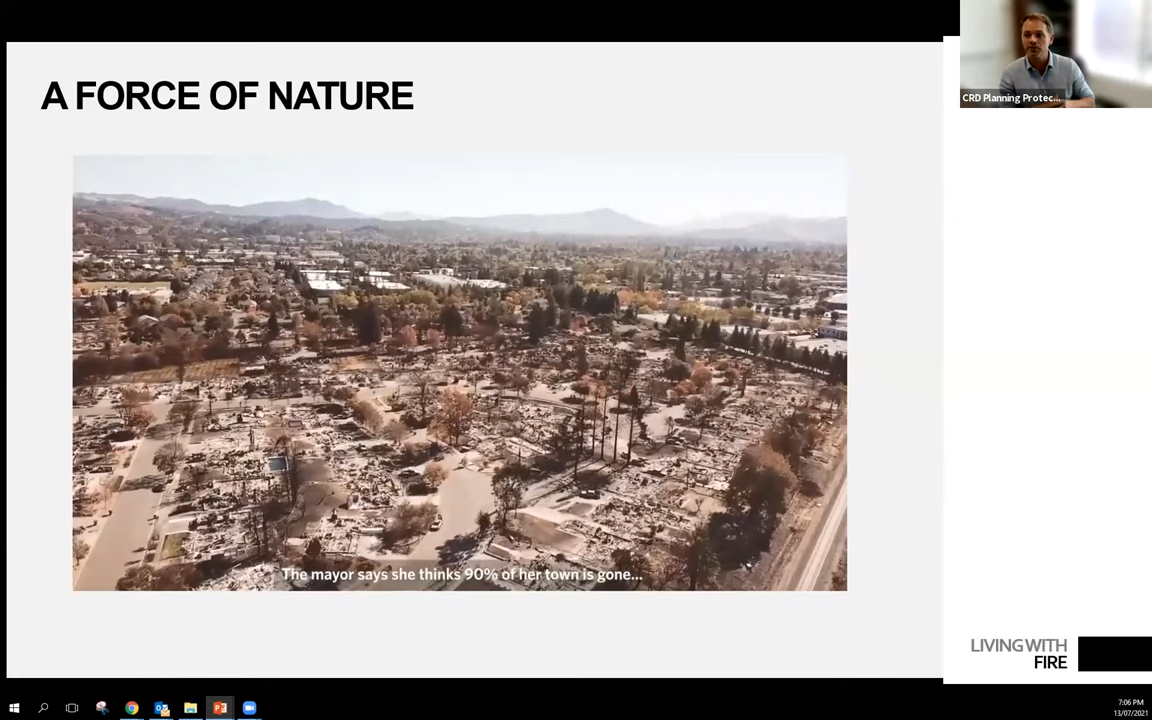 A FORCE OF NATURE
CRD Planning Protec...
The mayor says she thinks 90% of her town is gone...
LIVING WITH
FIRE
7:06 PM
13/07/2021